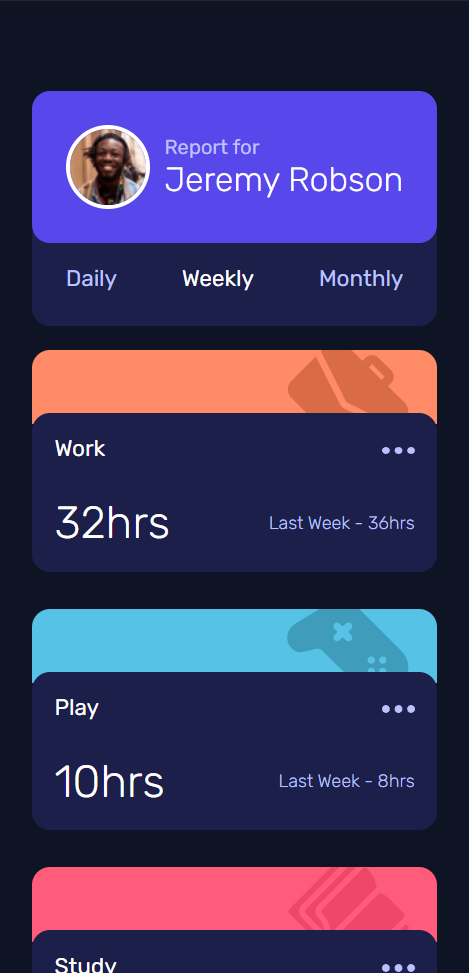 Report for
Jeremy Robson
Daily Weekly Monthly
Work
32hrs Last Week - 36hrs
Play
10hrs Last Week - 8hrs
Study